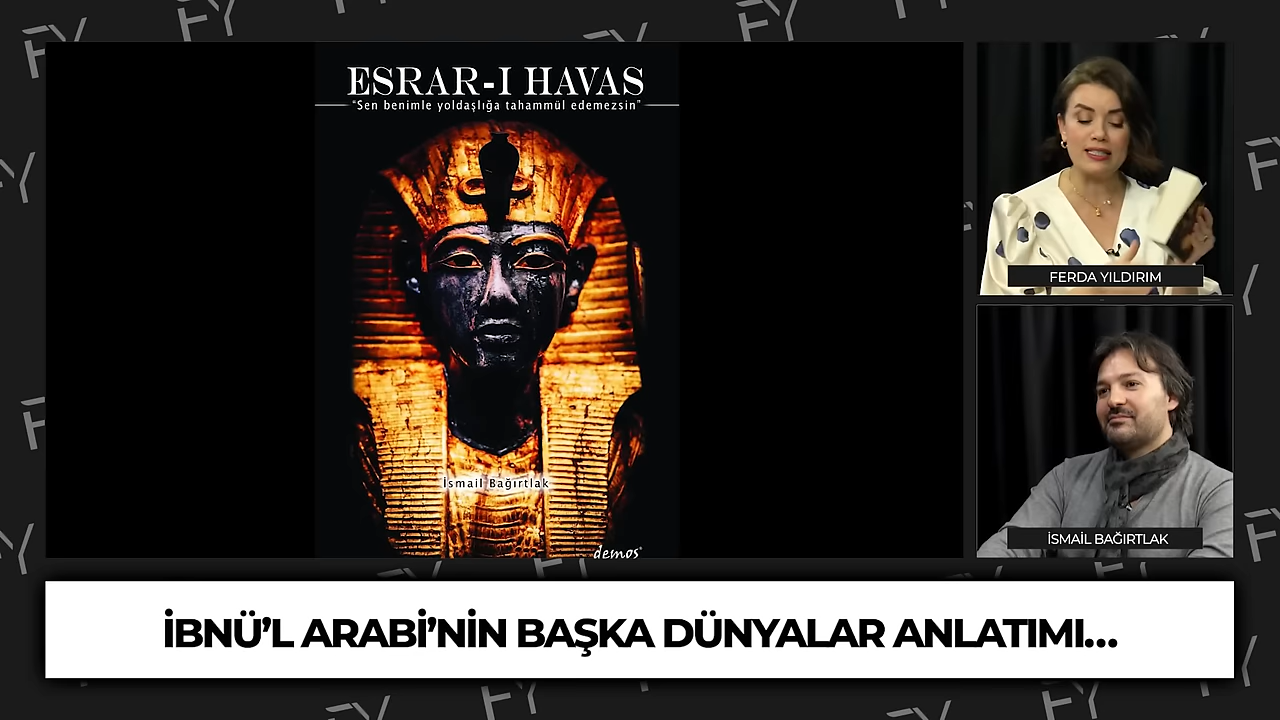 ESRAR-I HAVAS
"Sen benimle yoldaşlığa tahammül edemezsin"
İsmail Bağırtlak
demos
FERDA YILDIRIM
İSMAİL BAĞIRTLAK
İBNÜ'L ARABİ'NİN BAŞKA DÜNYALAR ANLATIMI...
FY